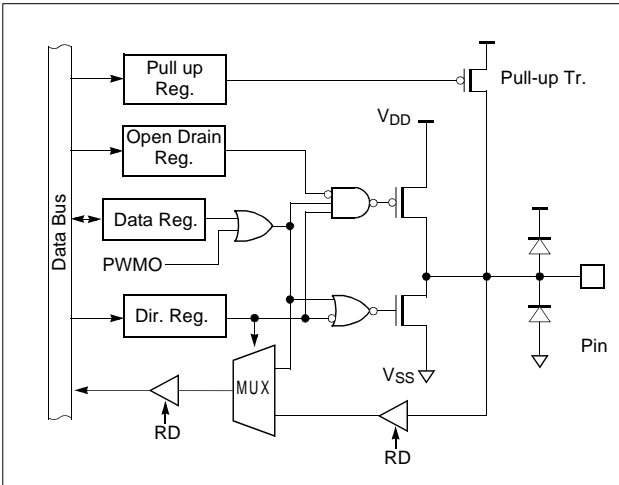 Pull up
Reg.
Pull-up Tr.
VDD
Open Drain
Reg.
Data Bus
Data Reg.
PWMO
Dir. Reg.
MUX
VSS
Pin
RD
RD